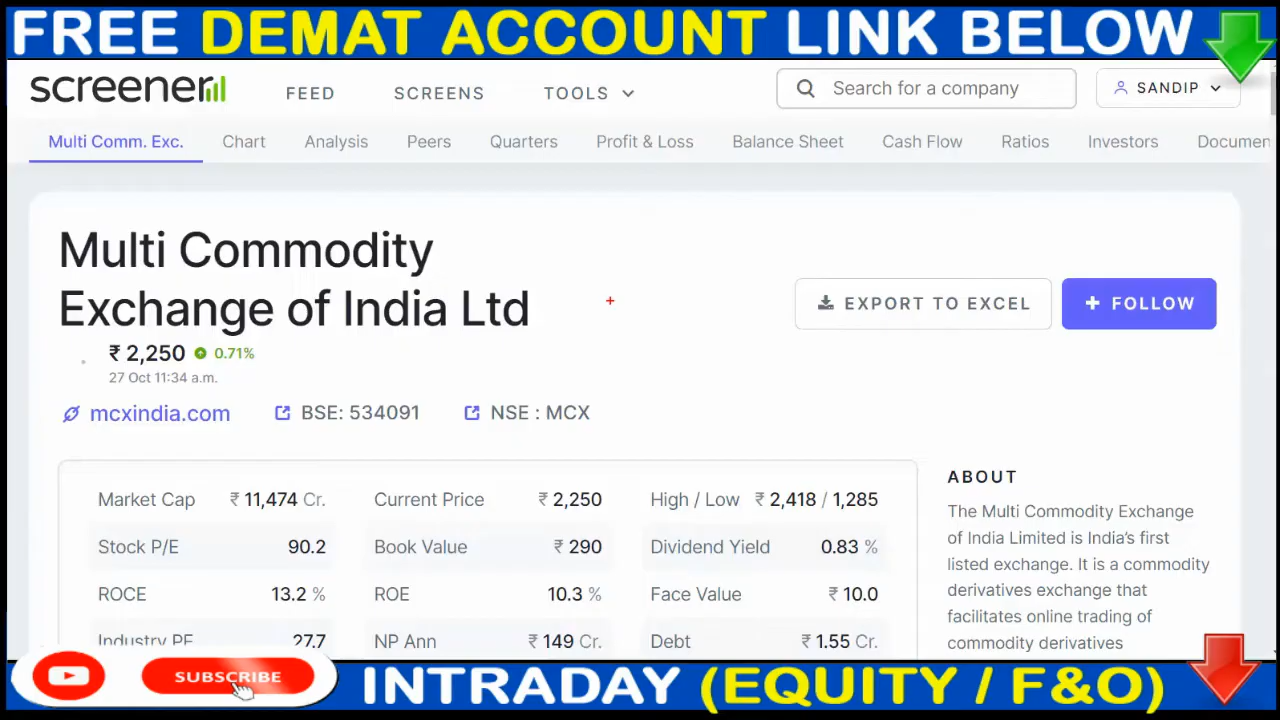 FREE DEMAT ACCOUNT LINK BELOW
screener
FEED
SCREENS
TOOLS
Search for a company
SANDIP
Multi Comm. Exc.
Chart
Analysis
Peers
Quarters
Profit & Loss
Balance Sheet
Cash Flow
Ratios
Investors
Documen
Multi Commodity
Exchange of India Ltd
EXPORT TO EXCEL
+ FOLLOW
₹ 2,250 0.71%
27 Oct 11:34 a.m.
mcxindia.com
BSE: 534091
NSE : MCX
Market Cap ₹ 11,474 Cr.
Current Price ₹ 2,250
High / Low ₹ 2,418 / 1,285
Stock P/E 90.2
Book Value ₹ 290
Dividend Yield 0.83 %
ROCE 13.2 %
ROE 10.3 %
Face Value ₹ 10.0
Industry PE 27.7
NP Ann ₹ 149 Cr.
Debt ₹ 1.55 Cr.
ABOUT
The Multi Commodity Exchange
of India Limited is India's first
listed exchange. It is a commodity
derivatives exchange that
facilitates online trading of
commodity derivatives
SUBSCRIBE
INTRADAY (EQUITY / F&O)